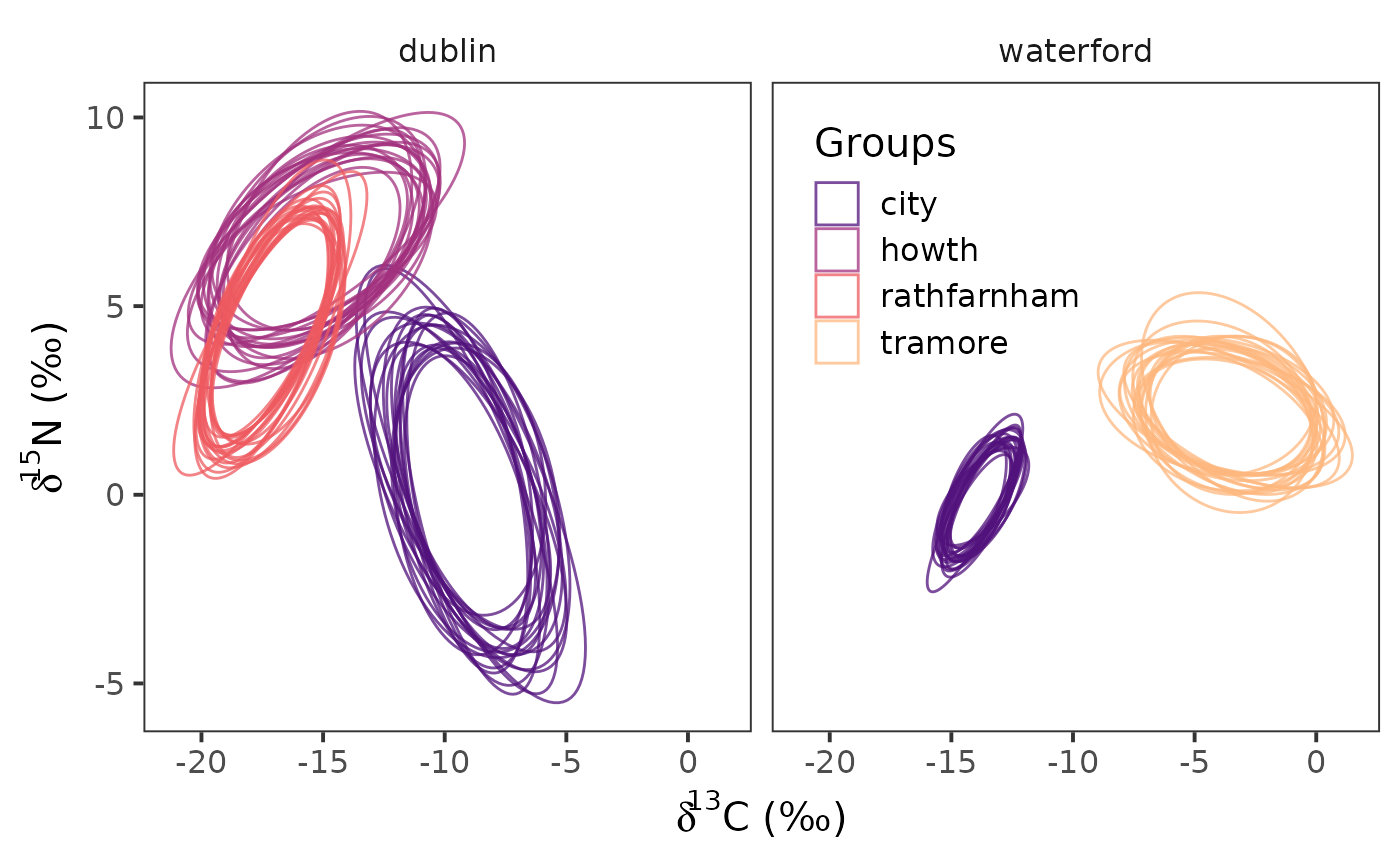 dublin
waterford
10
5
0
-5
δ¹⁵N (‰)
Groups
city
howth
rathfarnham
tramore
-20 -15 -10 -5 0
-20 -15 -10 -5 0
δ¹³C (‰)